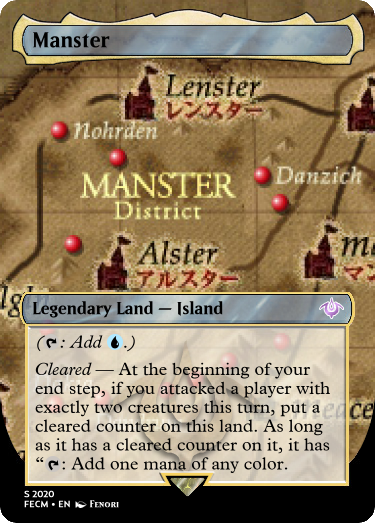 Manster
Lenster
レンスター
Nohrden
MANSTER
District
Danzich
Alster
アルスター
Ma
マン
Legendary Land — Island
(T: Add 💧.)
Cleared — At the beginning of your
end step, if you attacked a player with
exactly two creatures this turn, put a
cleared counter on this land. As long
as it has a cleared counter on it, it has
“T: Add one mana of any color.
S 2020
FECM • EN Fenori